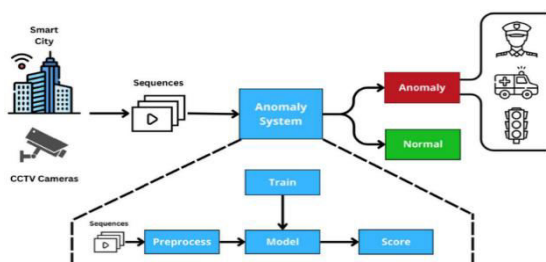 Smart
City
CCTV Cameras
Sequences
Anomaly
System
Anomaly
Normal
Train
Sequences
Preprocess
Model
Score